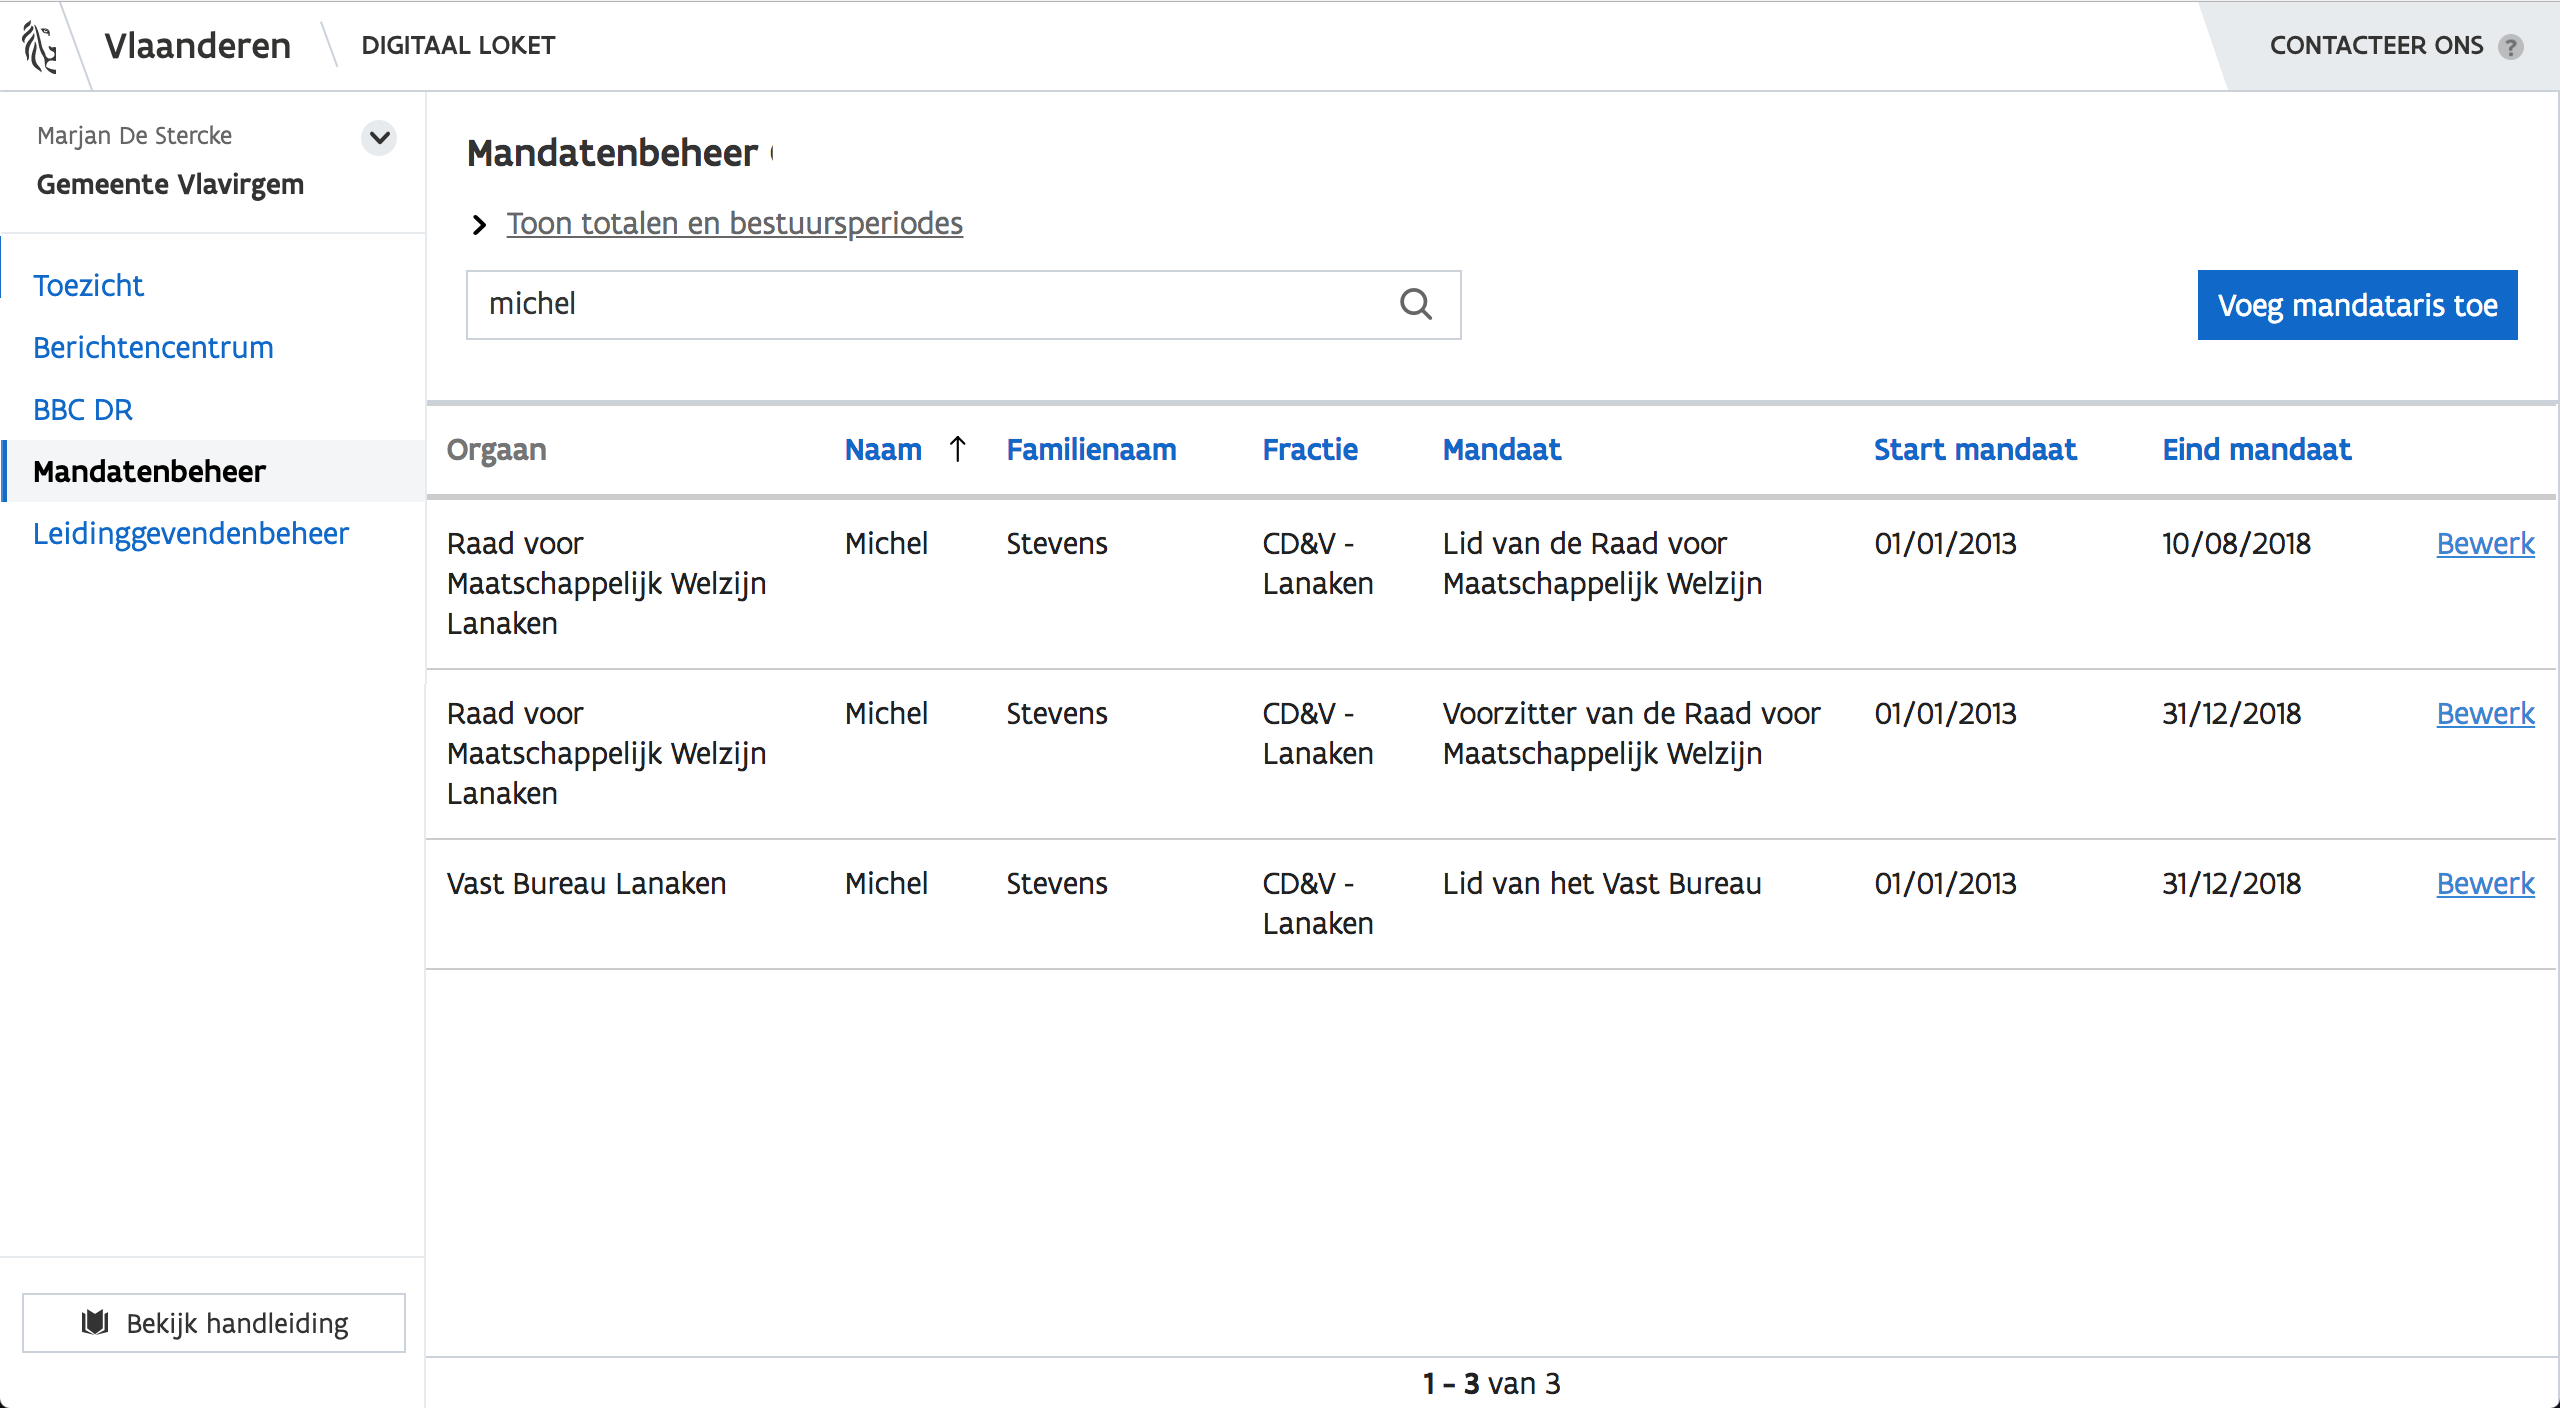 Vlaanderen
DIGITAAL LOKET
CONTACTEER ONS ?
Marjan De Stercke
Gemeente Vlavirgem
Toezicht
Berichtencentrum
BBC DR
Mandatenbeheer
Leidinggevendenbeheer
Bekijk handleiding
Mandatenbeheer
Toon totalen en bestuursperiodes
michel
Voeg mandataris toe
Orgaan Naam ↑ Familienaam Fractie Mandaat Start mandaat Eind mandaat
Raad voor Michel Stevens CD&V - Lid van de Raad voor 01/01/2013 10/08/2018 Bewerk
Maatschappelijk Welzijn Lanaken Maatschappelijk Welzijn
Lanaken
Raad voor Michel Stevens CD&V - Voorzitter van de Raad voor 01/01/2013 31/12/2018 Bewerk
Maatschappelijk Welzijn Lanaken Maatschappelijk Welzijn
Lanaken
Vast Bureau Lanaken Michel Stevens CD&V - Lid van het Vast Bureau 01/01/2013 31/12/2018 Bewerk
Lanaken
1 - 3 van 3